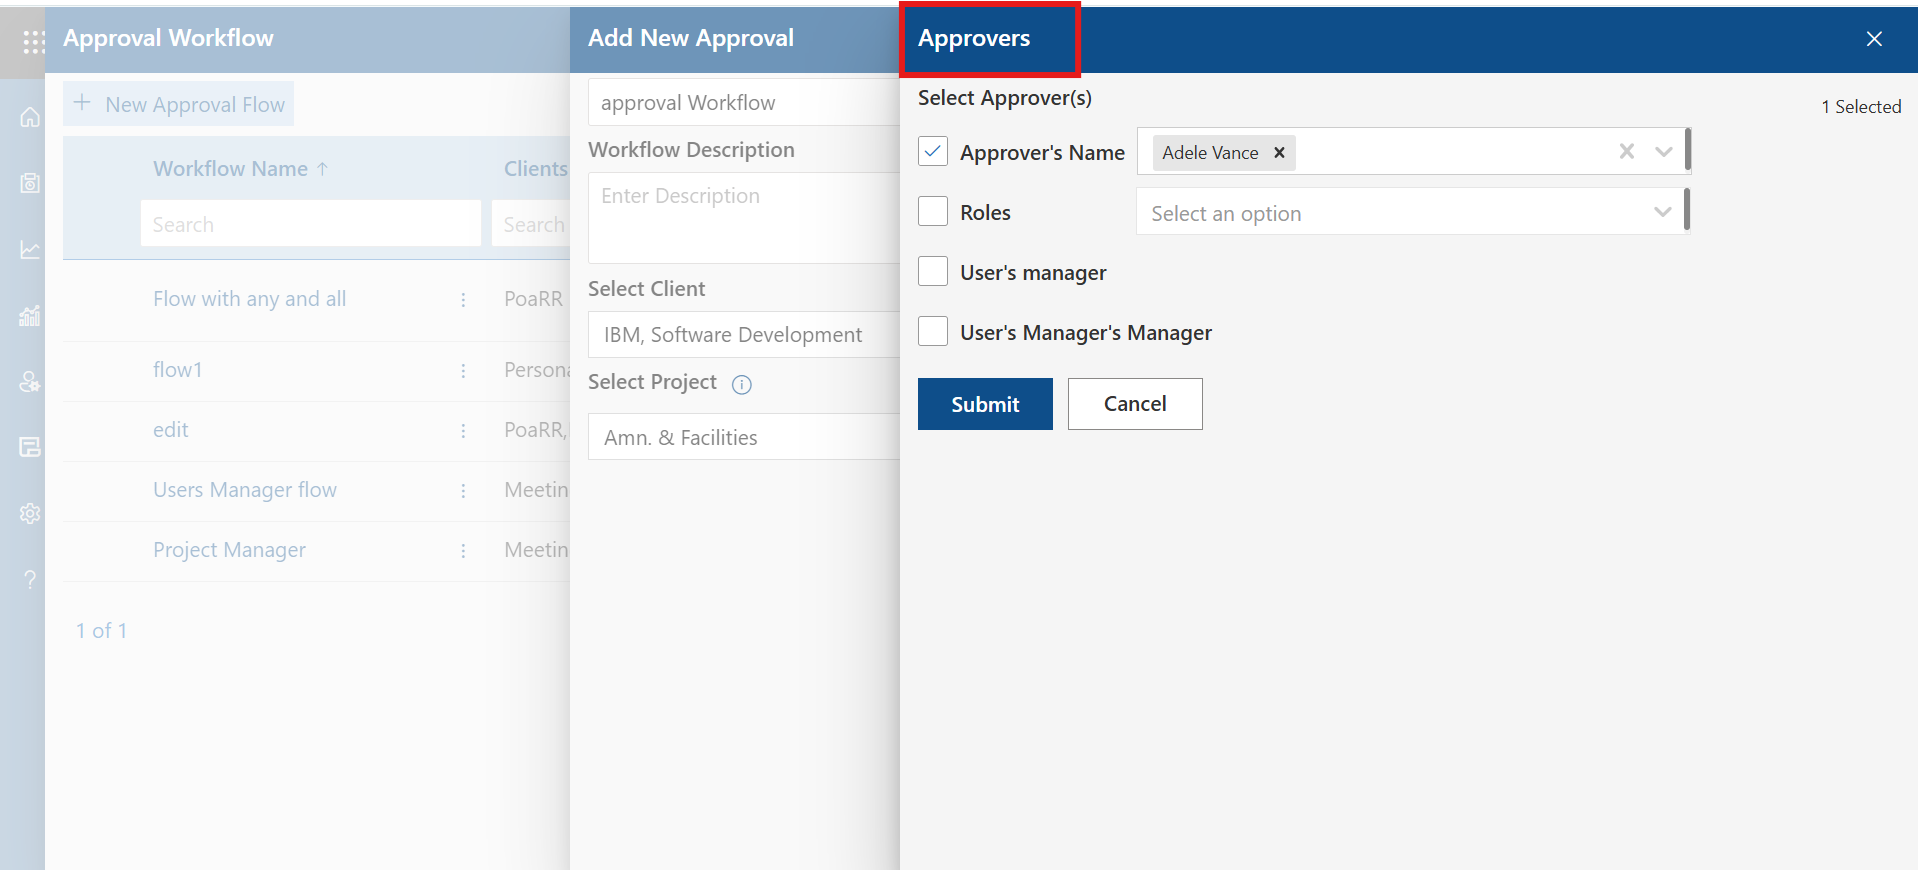 Approval Workflow
New Approval Flow
Workflow Name ↑
Clients
Search
Search
Flow with any and all
PoaRR
flow1
Persona
edit
PoaRR,
Users Manager flow
Meetin
Project Manager
Meetin
1 of 1
Add New Approval
approval Workflow
Workflow Description
Enter Description
Select Client
IBM, Software Development
Select Project
Amn. & Facilities
Approvers
Select Approver(s)
1 Selected
Approver's Name
Adele Vance
Roles
Select an option
User's manager
User's Manager's Manager
Submit
Cancel